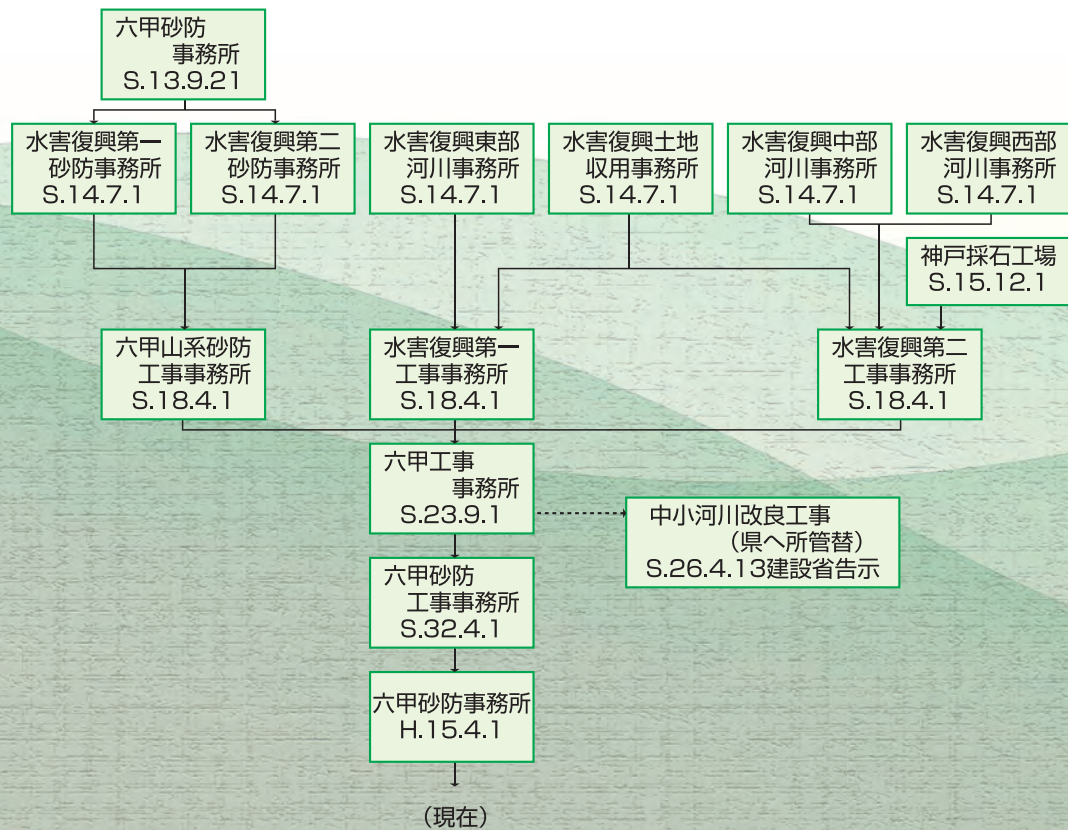 六甲砂防
事務所
S.13.9.21
水害復興第一
砂防事務所
S.14.7.1
水害復興第二
砂防事務所
S.14.7.1
水害復興東部
河川事務所
S.14.7.1
水害復興土地
収用事務所
S.14.7.1
水害復興中部
河川事務所
S.14.7.1
水害復興西部
河川事務所
S.14.7.1
神戸採石工場
S.15.12.1
六甲山系砂防
工事事務所
S.18.4.1
水害復興第一
工事事務所
S.18.4.1
水害復興第二
工事事務所
S.18.4.1
六甲工事
事務所
S.23.9.1
中小河川改良工事
（県へ所管替）
S.26.4.13建設省告示
六甲砂防
工事事務所
S.32.4.1
六甲砂防事務所
H.15.4.1
（現在）